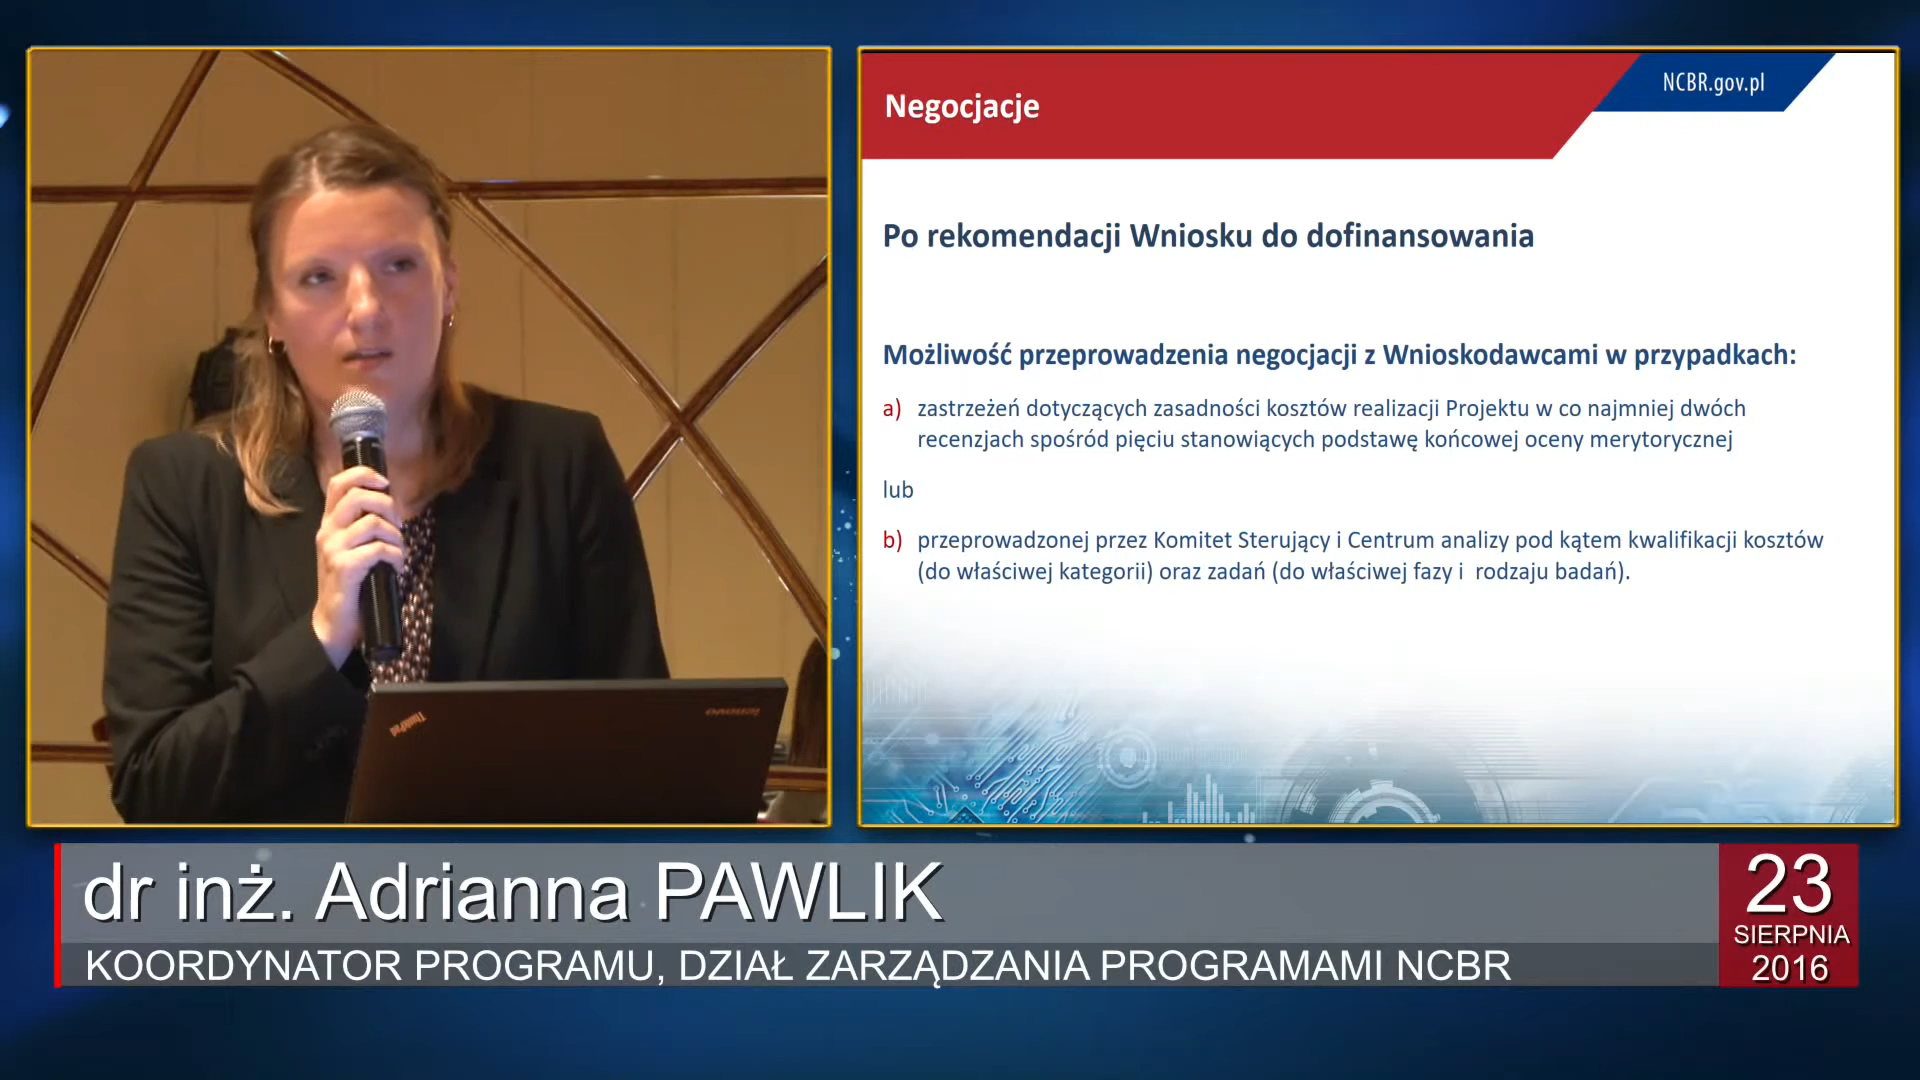 NCBR.gov.pl
Negocjacje
Po rekomendacji Wniosku do dofinansowania
Możliwość przeprowadzenia negocjacji z Wnioskodawcami w przypadkach:
a) zastrzeżeń dotyczących zasadności kosztów realizacji Projektu w co najmniej dwóch
recenzjach spośród pięciu stanowiących podstawę końcowej oceny merytorycznej
lub
b) przeprowadzonej przez Komitet Sterujący i Centrum analizy pod kątem kwalifikacji kosztów
(do właściwej kategorii) oraz zadań (do właściwej fazy i rodzaju badań).
ThinkPad
lenovo
dr inż. Adrianna PAWLIK
KOORDYNATOR PROGRAMU, DZIAŁ ZARZĄDZANIA PROGRAMAMI NCBR
23
SIERPNIA
2016